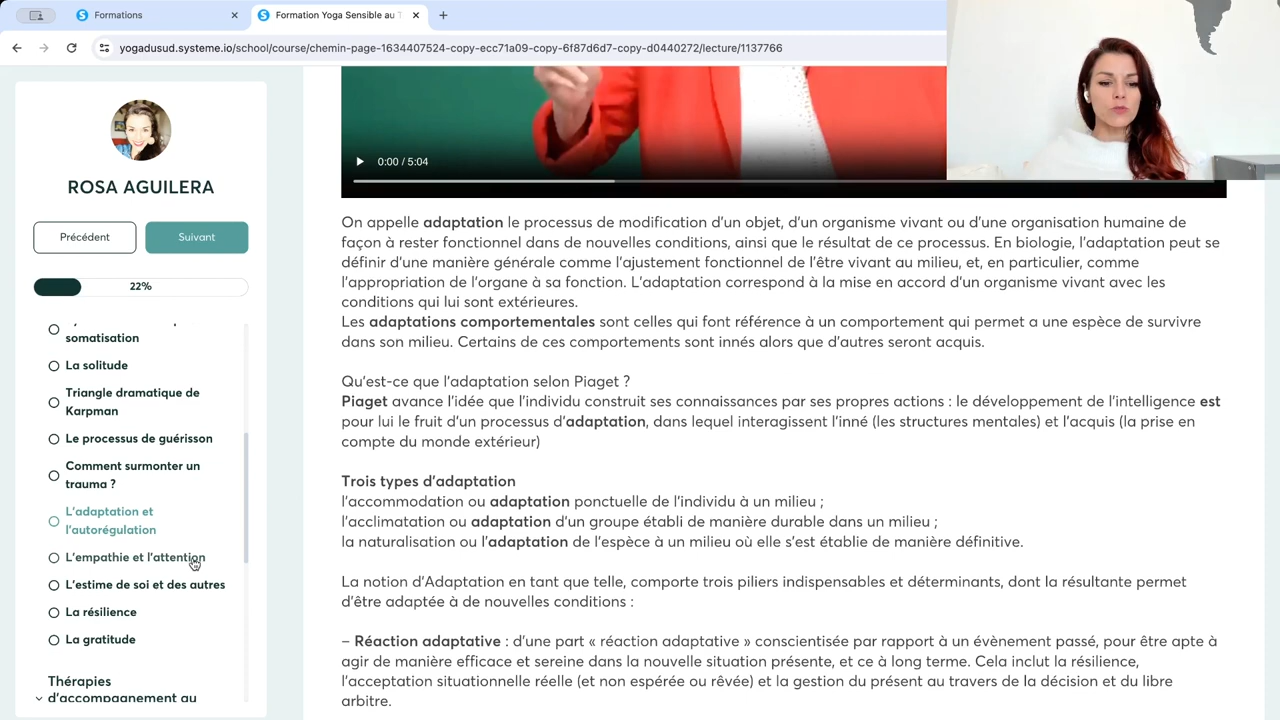 Formations
Formation Yoga Sensible au T
yogadusud.systeme.io/school/course/chemin-page-1634407524-copy-ecc71a09-copy-6f87d6d7-copy-d0440272/lecture/1137766
ROSA AGUILERA
Précédent
Suivant
22%
somatisation
La solitude
Triangle dramatique de
Karpman
Le processus de guérisson
Comment surmonter un
trauma ?
L'adaptation et
l'autorégulation
L'empathie et l'attention
L'estime de soi et des autres
La résilience
La gratitude
Thérapies
d'accompagnement au
0:00 / 5:04
On appelle adaptation le processus de modification d'un objet, d'un organisme vivant ou d'une organisation humaine de
façon à rester fonctionnel dans de nouvelles conditions, ainsi que le résultat de ce processus. En biologie, l'adaptation peut se
définir d'une manière générale comme l'ajustement fonctionnel de l'être vivant au milieu, et, en particulier, comme
l'appropriation de l'organe à sa fonction. L'adaptation correspond à la mise en accord d'un organisme vivant avec les
conditions qui lui sont extérieures.
Les adaptations comportementales sont celles qui font référence à un comportement qui permet a une espèce de survivre
dans son milieu. Certains de ces comportements sont innés alors que d'autres seront acquis.
Qu'est-ce que l'adaptation selon Piaget ?
Piaget avance l'idée que l'individu construit ses connaissances par ses propres actions : le développement de l'intelligence est
pour lui le fruit d'un processus d'adaptation, dans lequel interagissent l'inné (les structures mentales) et l'acquis (la prise en
compte du monde extérieur)
Trois types d'adaptation
l'accommodation ou adaptation ponctuelle de l'individu à un milieu ;
l'acclimatation ou adaptation d'un groupe établi de manière durable dans un milieu ;
la naturalisation ou l'adaptation de l'espèce à un milieu où elle s'est établie de manière définitive.
La notion d'Adaptation en tant que telle, comporte trois piliers indispensables et déterminants, dont la résultante permet
d'être adaptée à de nouvelles conditions :
– Réaction adaptative : d'une part « réaction adaptative » conscientisée par rapport à un évènement passé, pour être apte à
agir de manière efficace et sereine dans la nouvelle situation présente, et ce à long terme. Cela inclut la résilience,
l'acceptation situationnelle réelle (et non espérée ou rêvée) et la gestion du présent au travers de la décision et du libre
arbitre.